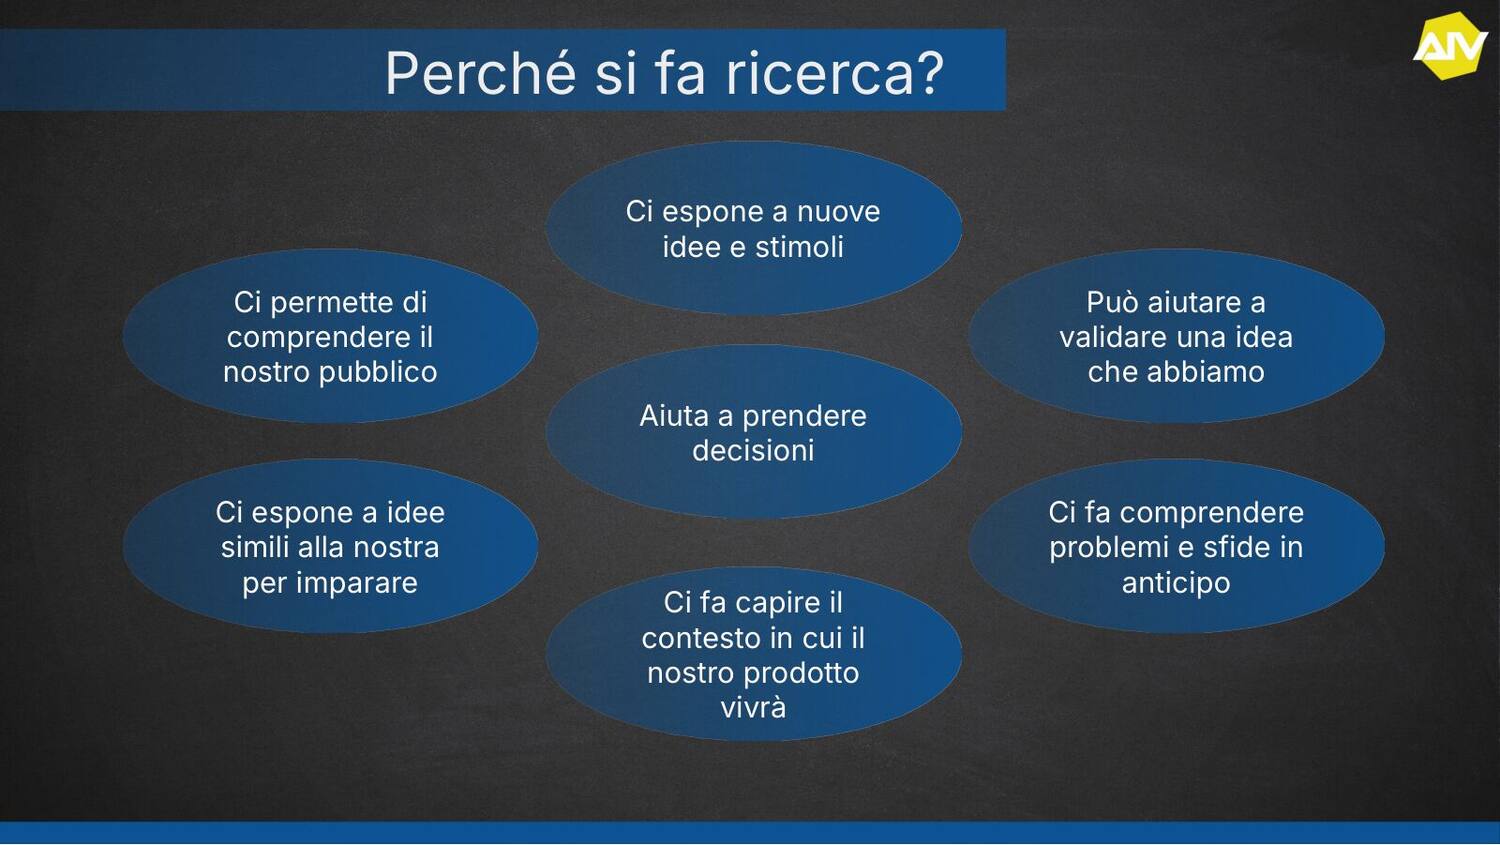 Perché si fa ricerca?
AIV
Ci espone a nuove
idee e stimoli
Ci permette di
comprendere il
nostro pubblico
Può aiutare a
validare una idea
che abbiamo
Aiuta a prendere
decisioni
Ci espone a idee
simili alla nostra
per imparare
Ci fa comprendere
problemi e sfide in
anticipo
Ci fa capire il
contesto in cui il
nostro prodotto
vivrà